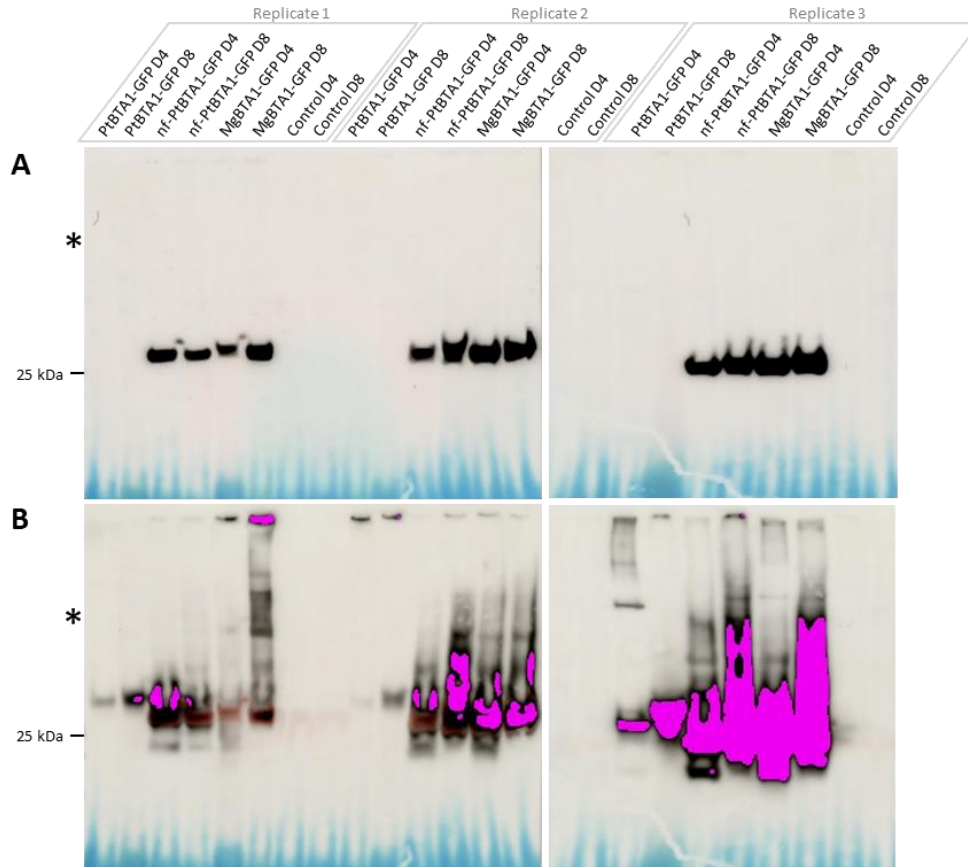 Replicate 1
Replicate 2
Replicate 3
PtBTA1-GFP D4
PtBTA1-GFP D8
nf-PtBTA1-GFP D4
nf-PtBTA1-GFP D8
MgBTA1-GFP D4
MgBTA1-GFP D8
Control D4
Control D8
PtBTA1-GFP D4
PtBTA1-GFP D8
nf-PtBTA1-GFP D4
nf-PtBTA1-GFP D8
MgBTA1-GFP D4
MgBTA1-GFP D8
Control D4
Control D8
PtBTA1-GFP D4
PtBTA1-GFP D8
nf-PtBTA1-GFP D4
nf-PtBTA1-GFP D8
MgBTA1-GFP D4
MgBTA1-GFP D8
Control D4
Control D8
A
*
25 kDa
B
*
25 kDa